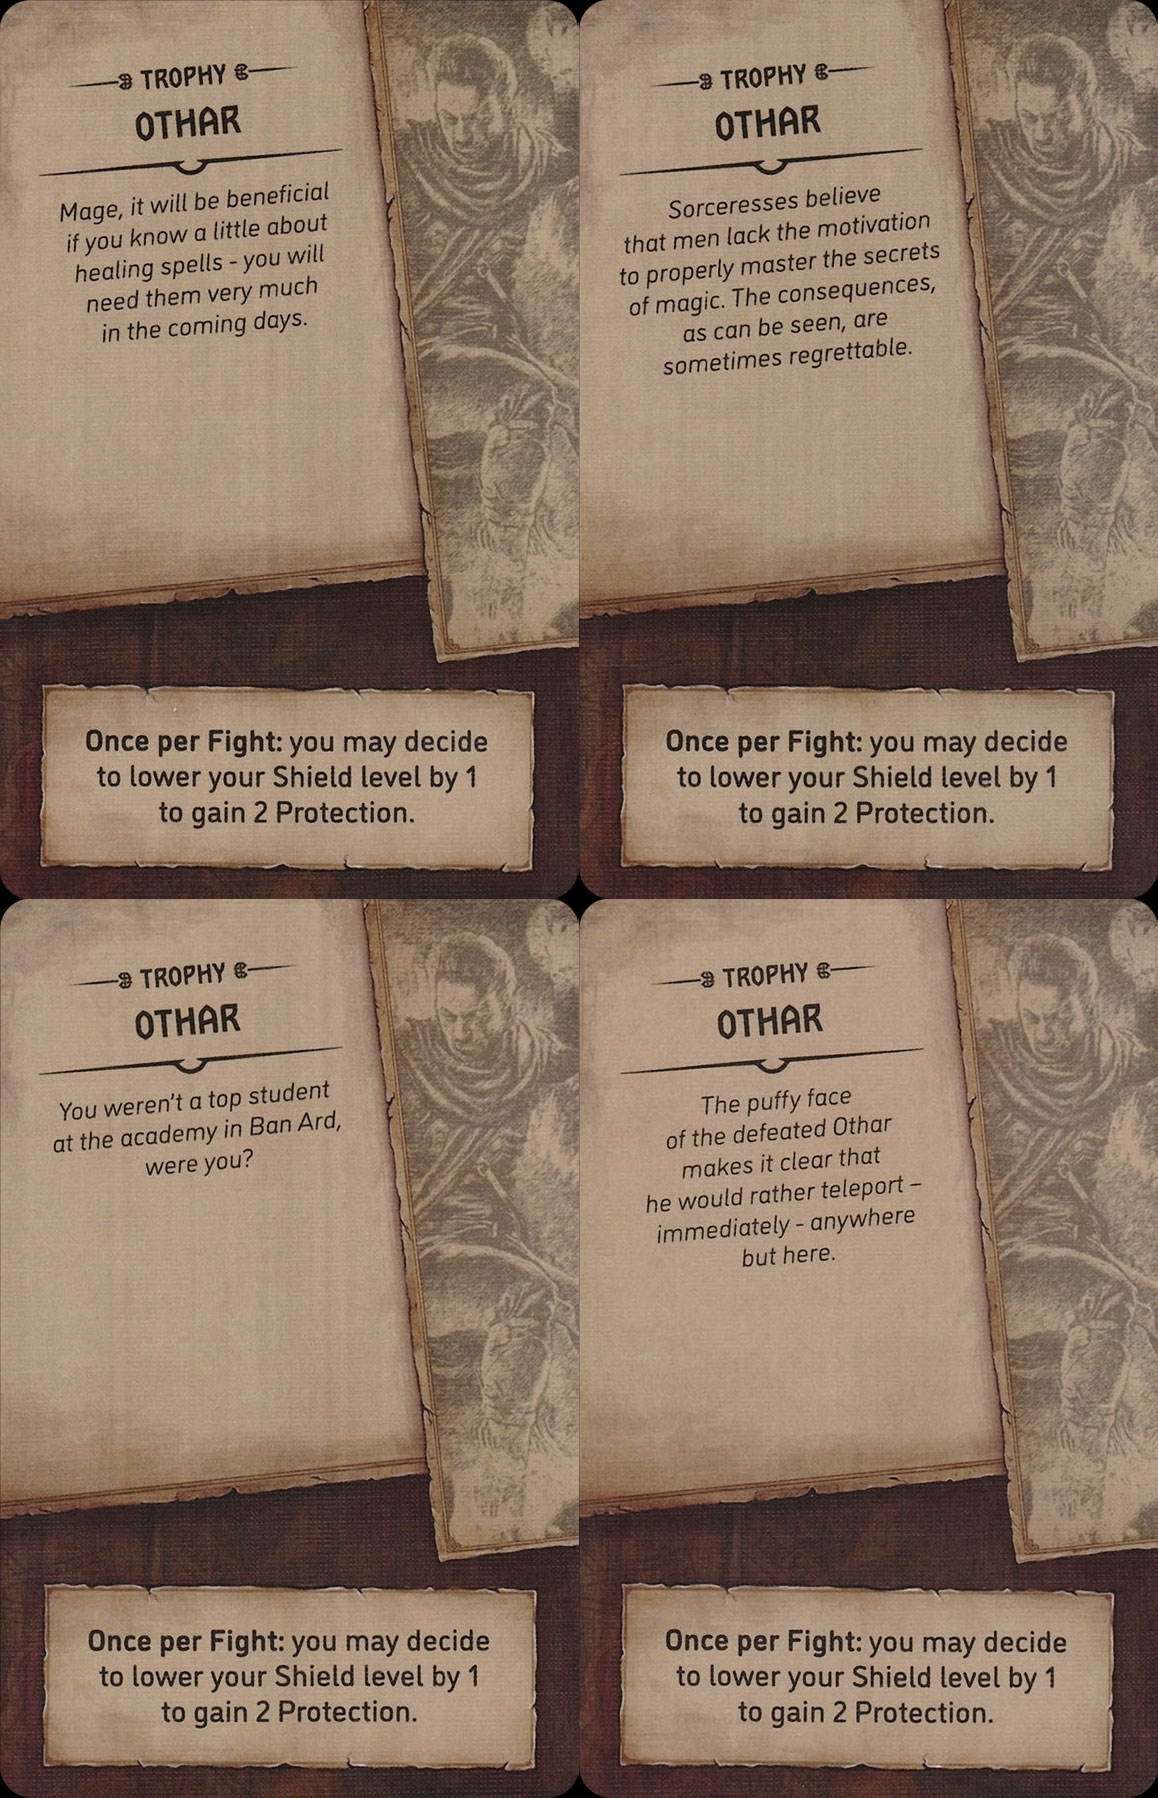 TROPHY
OTHAR
Mage, it will be beneficial
if you know a little about
healing spells - you will
need them very much
in the coming days.
Once per Fight: you may decide
to lower your Shield level by 1
to gain 2 Protection.
TROPHY
OTHAR
Sorceresses believe
that men lack the motivation
to properly master the secrets
of magic. The consequences,
as can be seen, are
sometimes regrettable.
Once per Fight: you may decide
to lower your Shield level by 1
to gain 2 Protection.
TROPHY
OTHAR
You weren't a top student
at the academy in Ban Ard,
were you?
Once per Fight: you may decide
to lower your Shield level by 1
to gain 2 Protection.
TROPHY
OTHAR
The puffy face
of the defeated Othar
makes it clear that
he would rather teleport –
immediately - anywhere
but here.
Once per Fight: you may decide
to lower your Shield level by 1
to gain 2 Protection.